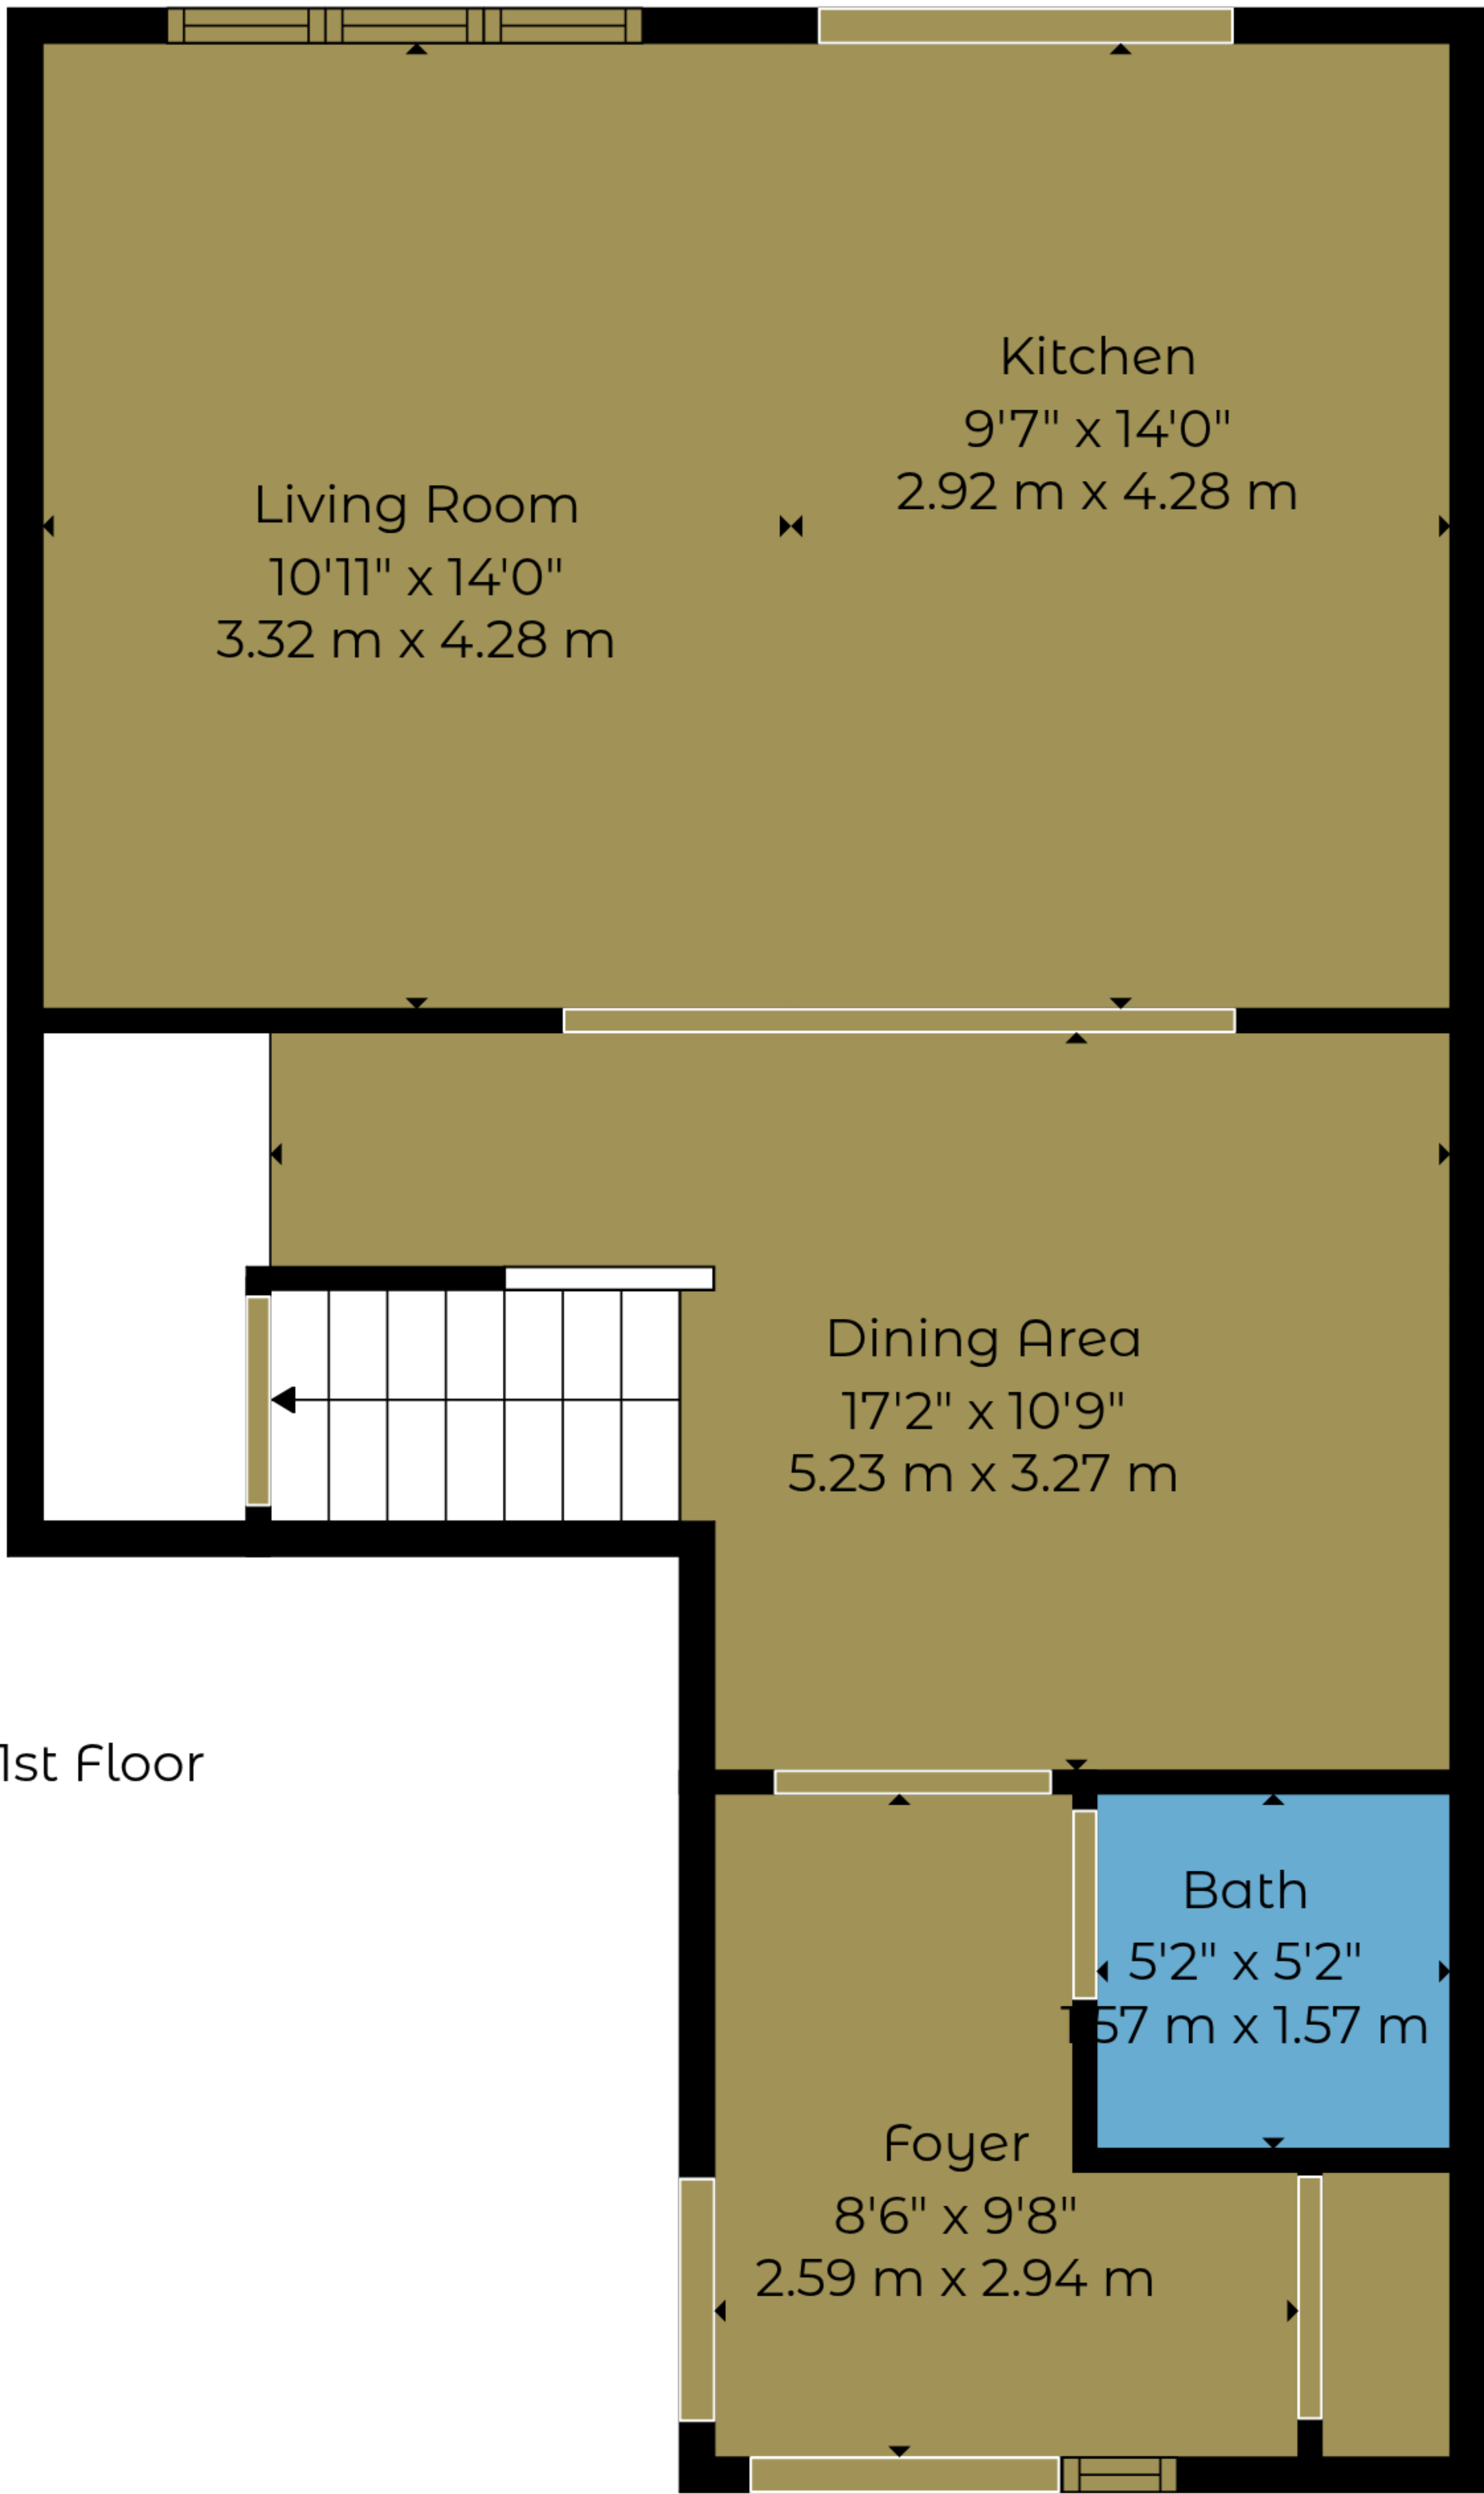 Kitchen
9'7" x 14'0"
2.92 m x 4.28 m
Living Room
10'11" x 14'0"
3.32 m x 4.28 m
Dining Area
17'2" x 10'9"
5.23 m x 3.27 m
1st Floor
Bath
5'2" x 5'2"
1.57 m x 1.57 m
Foyer
8'6" x 9'8"
2.59 m x 2.94 m